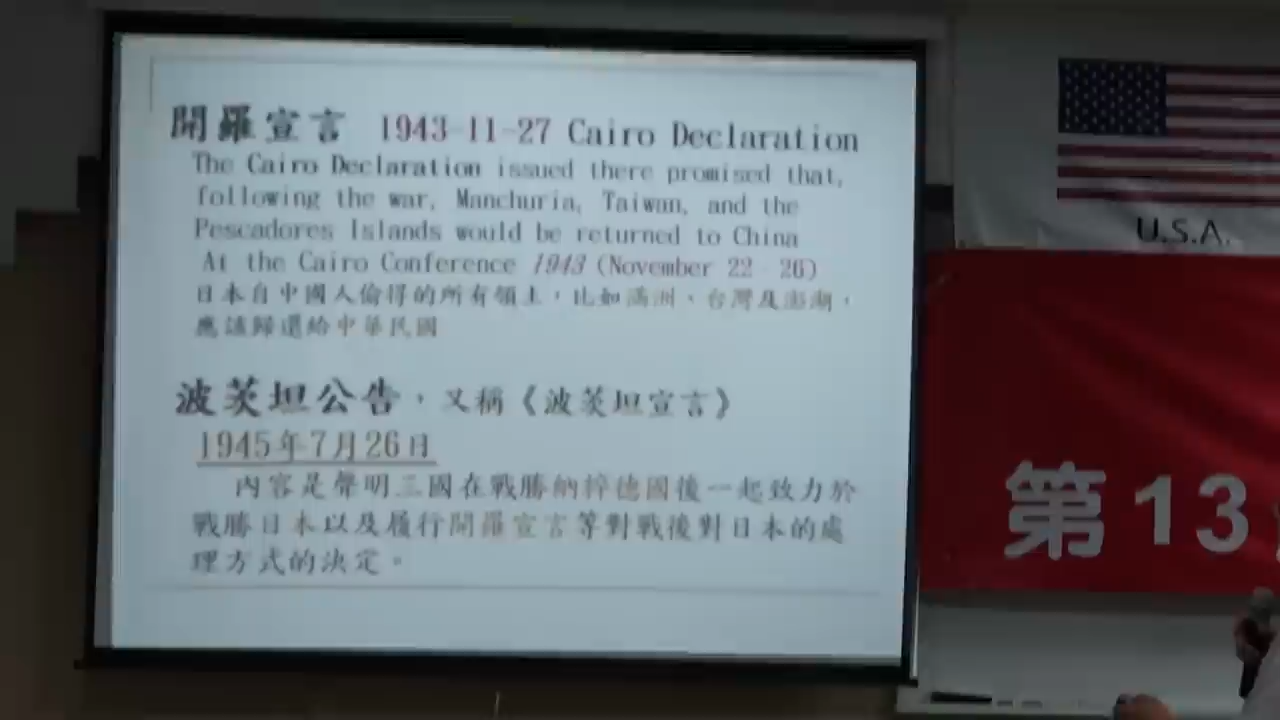 開羅宣言 1943-11-27 Cairo Declaration
The Cairo Declaration issued there promised that,
following the war, Manchuria, Taiwan, and the
Pescadores Islands would be returned to China
At the Cairo Conference 1943 (November 22 - 26)
日本自中國人偷得的所有領土,比如滿洲、台灣及澎湖,
應該歸還給中華民國
波茨坦公告,又稱《波茨坦宣言》
1945年7月26日
內容是聲明三國在戰勝納粹德國後一起致力於
戰勝日本以及履行開羅宣言等對戰後對日本的處
理方式的決定。
U.S.A.
第13